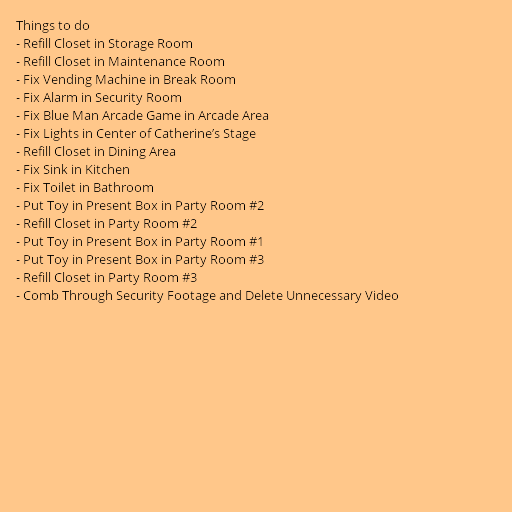 Things to do
- Refill Closet in Storage Room
- Refill Closet in Maintenance Room
- Fix Vending Machine in Break Room
- Fix Alarm in Security Room
- Fix Blue Man Arcade Game in Arcade Area
- Fix Lights in Center of Catherine’s Stage
- Refill Closet in Dining Area
- Fix Sink in Kitchen
- Fix Toilet in Bathroom
- Put Toy in Present Box in Party Room #2
- Refill Closet in Party Room #2
- Put Toy in Present Box in Party Room #1
- Put Toy in Present Box in Party Room #3
- Refill Closet in Party Room #3
- Comb Through Security Footage and Delete Unnecessary Video